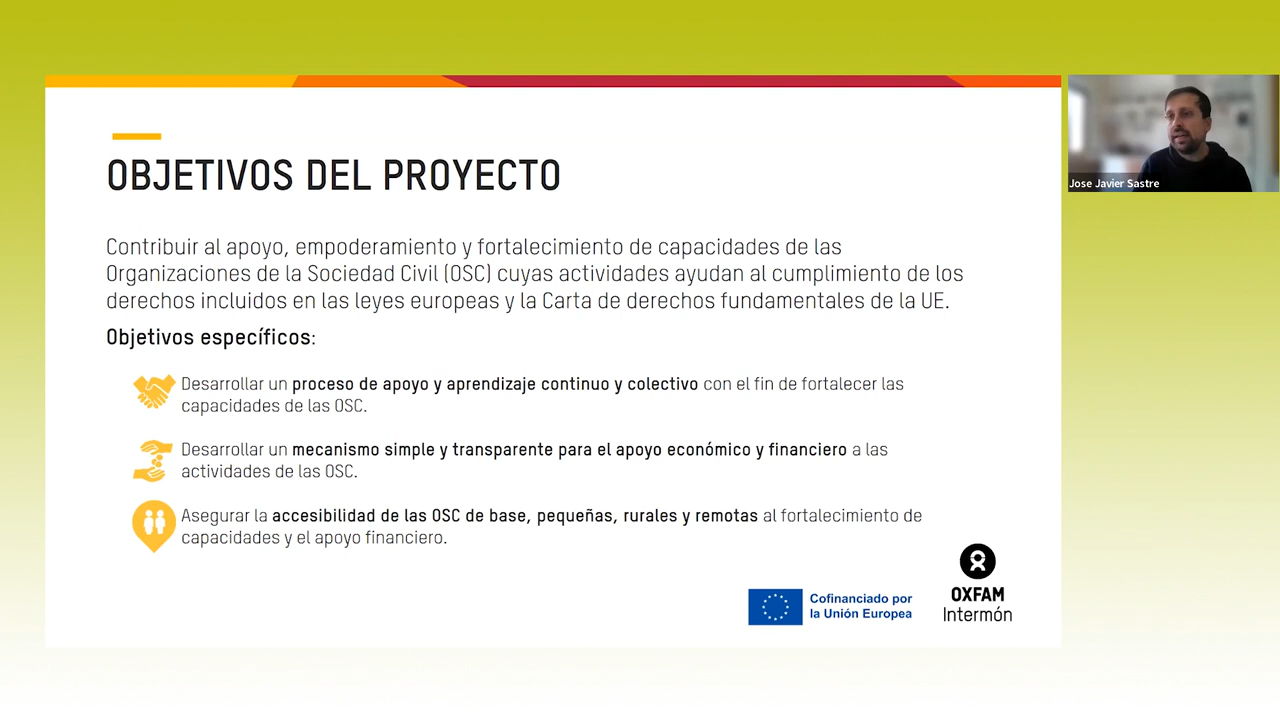 OBJETIVOS DEL PROYECTO
Contribuir al apoyo, empoderamiento y fortalecimiento de capacidades de las
Organizaciones de la Sociedad Civil (OSC) cuyas actividades ayudan al cumplimiento de los
derechos incluidos en las leyes europeas y la Carta de derechos fundamentales de la UE.
Objetivos específicos:
Desarrollar un proceso de apoyo y aprendizaje continuo y colectivo con el fin de fortalecer las
capacidades de las OSC.
Desarrollar un mecanismo simple y transparente para el apoyo económico y financiero a las
actividades de las OSC.
Asegurar la accesibilidad de las OSC de base, pequeñas, rurales y remotas al fortalecimiento de
capacidades y el apoyo financiero.
Cofinanciado por
la Unión Europea
OXFAM
Intermón
Jose Javier Sastre